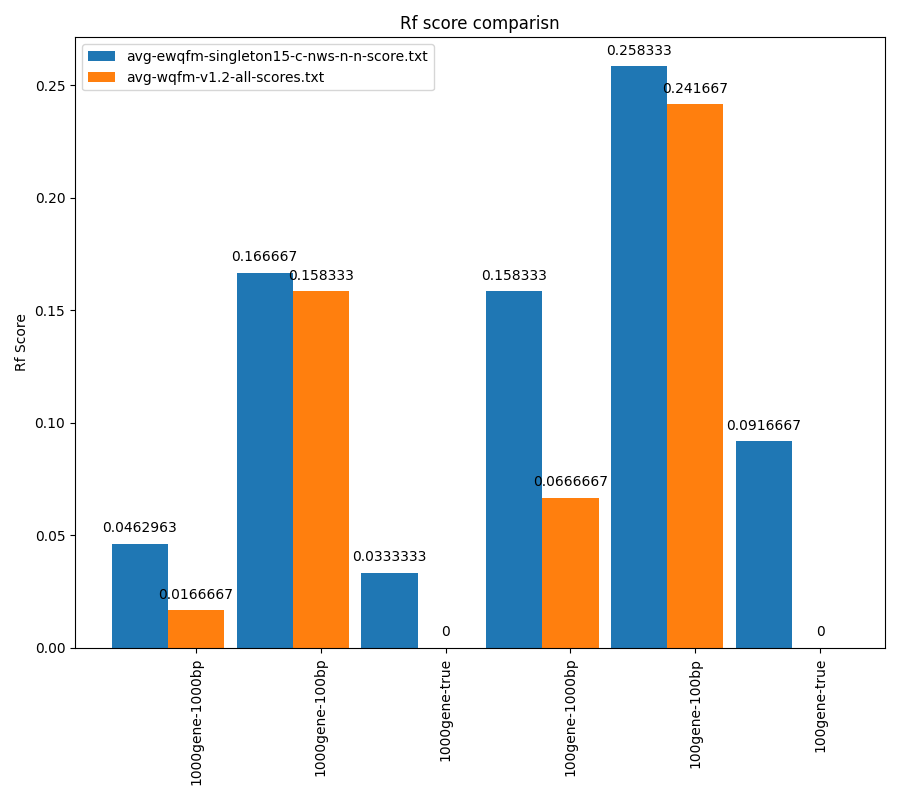 Rf score comparisn
avg-ewqfm-singleton15-c-nws-n-n-score.txt
avg-wqfm-v1.2-all-scores.txt
Rf Score
0.25
0.20
0.15
0.10
0.05
0.00
0.0462963
0.0166667
0.166667
0.158333
0.0333333
0
0.158333
0.0666667
0.258333
0.241667
0.0916667
0
1000gene-1000bp
1000gene-100bp
1000gene-true
100gene-1000bp
100gene-100bp
100gene-true